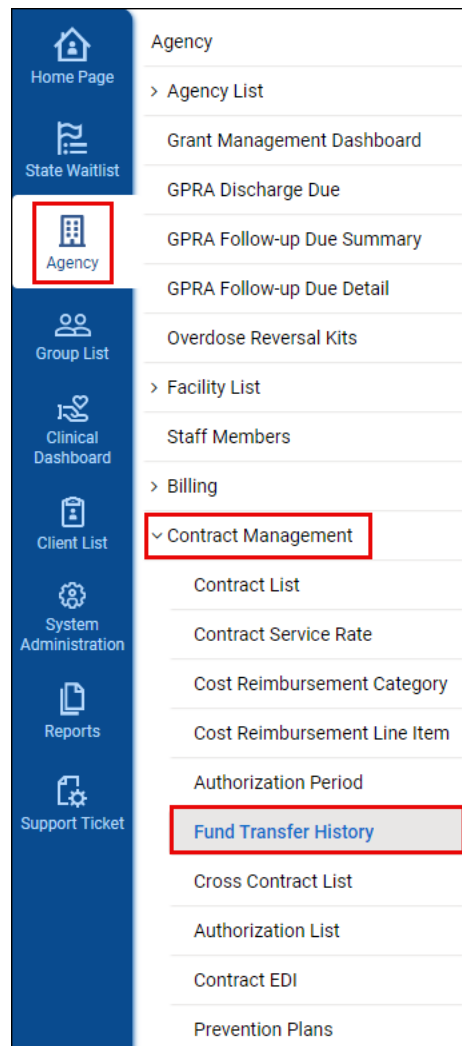 Home Page
State Waitlist
Agency
Group List
Clinical
Dashboard
Client List
System
Administration
Reports
Support Ticket
Agency
Agency List
Grant Management Dashboard
GPRA Discharge Due
GPRA Follow-up Due Summary
GPRA Follow-up Due Detail
Overdose Reversal Kits
Facility List
Staff Members
Billing
Contract Management
Contract List
Contract Service Rate
Cost Reimbursement Category
Cost Reimbursement Line Item
Authorization Period
Fund Transfer History
Cross Contract List
Authorization List
Contract EDI
Prevention Plans